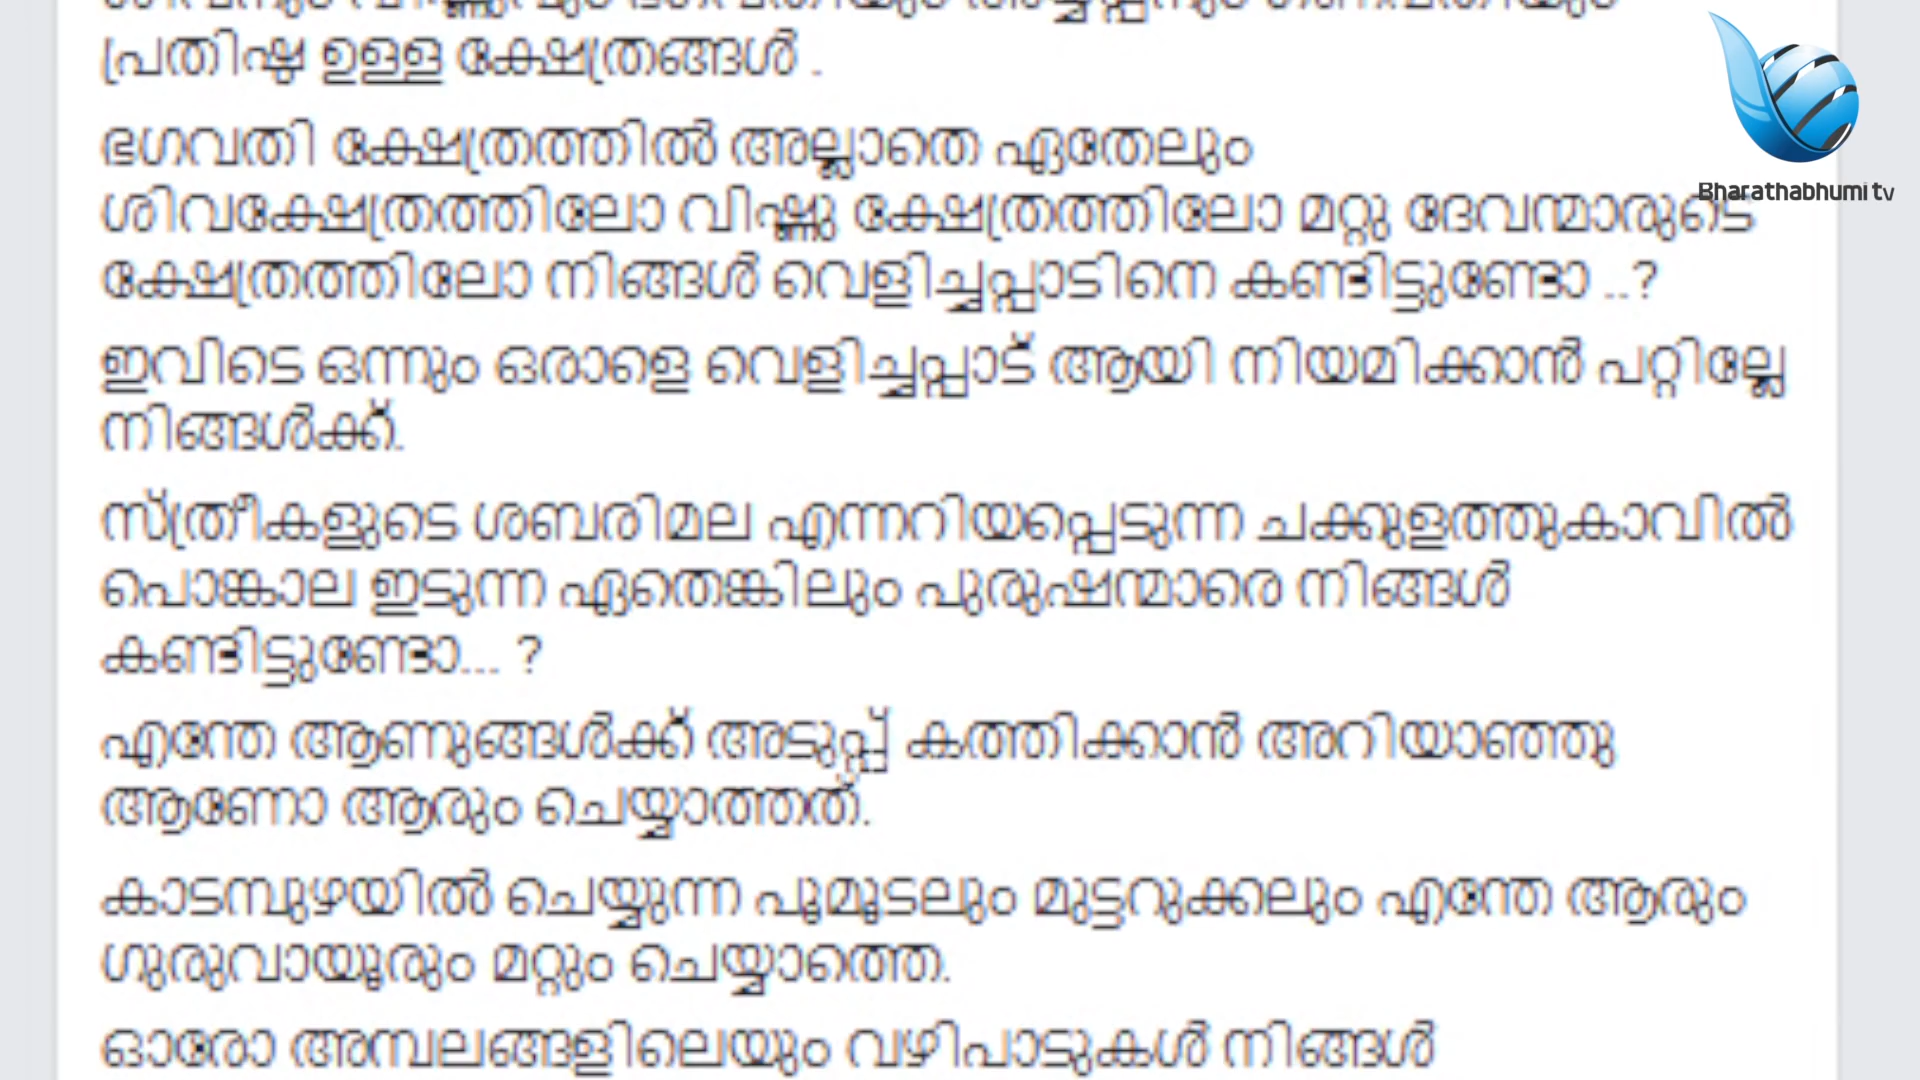 പ്രതിഷ്ഠ ഉള്ള ക്ഷേത്രങ്ങൾ .
ഭഗവതി ക്ഷേത്രത്തിൽ അല്ലാതെ ഏതേലും
ശിവക്ഷേത്രത്തിലോ വിഷ്ണു ക്ഷേത്രത്തിലോ മറ്റു ദേവന്മാരുടെ
ക്ഷേത്രത്തിലോ നിങ്ങൾ വെളിച്ചപ്പാടിനെ കണ്ടിട്ടുണ്ടോ ..?
ഇവിടെ ഒന്നും ഒരാളെ വെളിച്ചപ്പാട് ആയി നിയമിക്കാൻ പറ്റില്ലേ
നിങ്ങൾക്ക്.
സ്ത്രീകളുടെ ശബരിമല എന്നറിയപ്പെടുന്ന ചക്കുളത്തുകാവിൽ
പൊങ്കാല ഇടുന്ന ഏതെങ്കിലും പുരുഷന്മാരെ നിങ്ങൾ
കണ്ടിട്ടുണ്ടോ... ?
എന്തേ ആണുങ്ങൾക്ക് അടുപ്പ് കത്തിക്കാൻ അറിയാഞ്ഞു
ആണോ ആരും ചെയ്യാത്തത്.
കാടമ്പുഴയിൽ ചെയ്യുന്ന പൂമൂടലും മുട്ടറുക്കലും എന്തേ ആരും
ഗുരുവായൂരും മറ്റും ചെയ്യാത്തെ.
ഓരോ അമ്പലങ്ങളിലെയും വഴിപാടുകൾ നിങ്ങൾ
Bharathabhumi tv